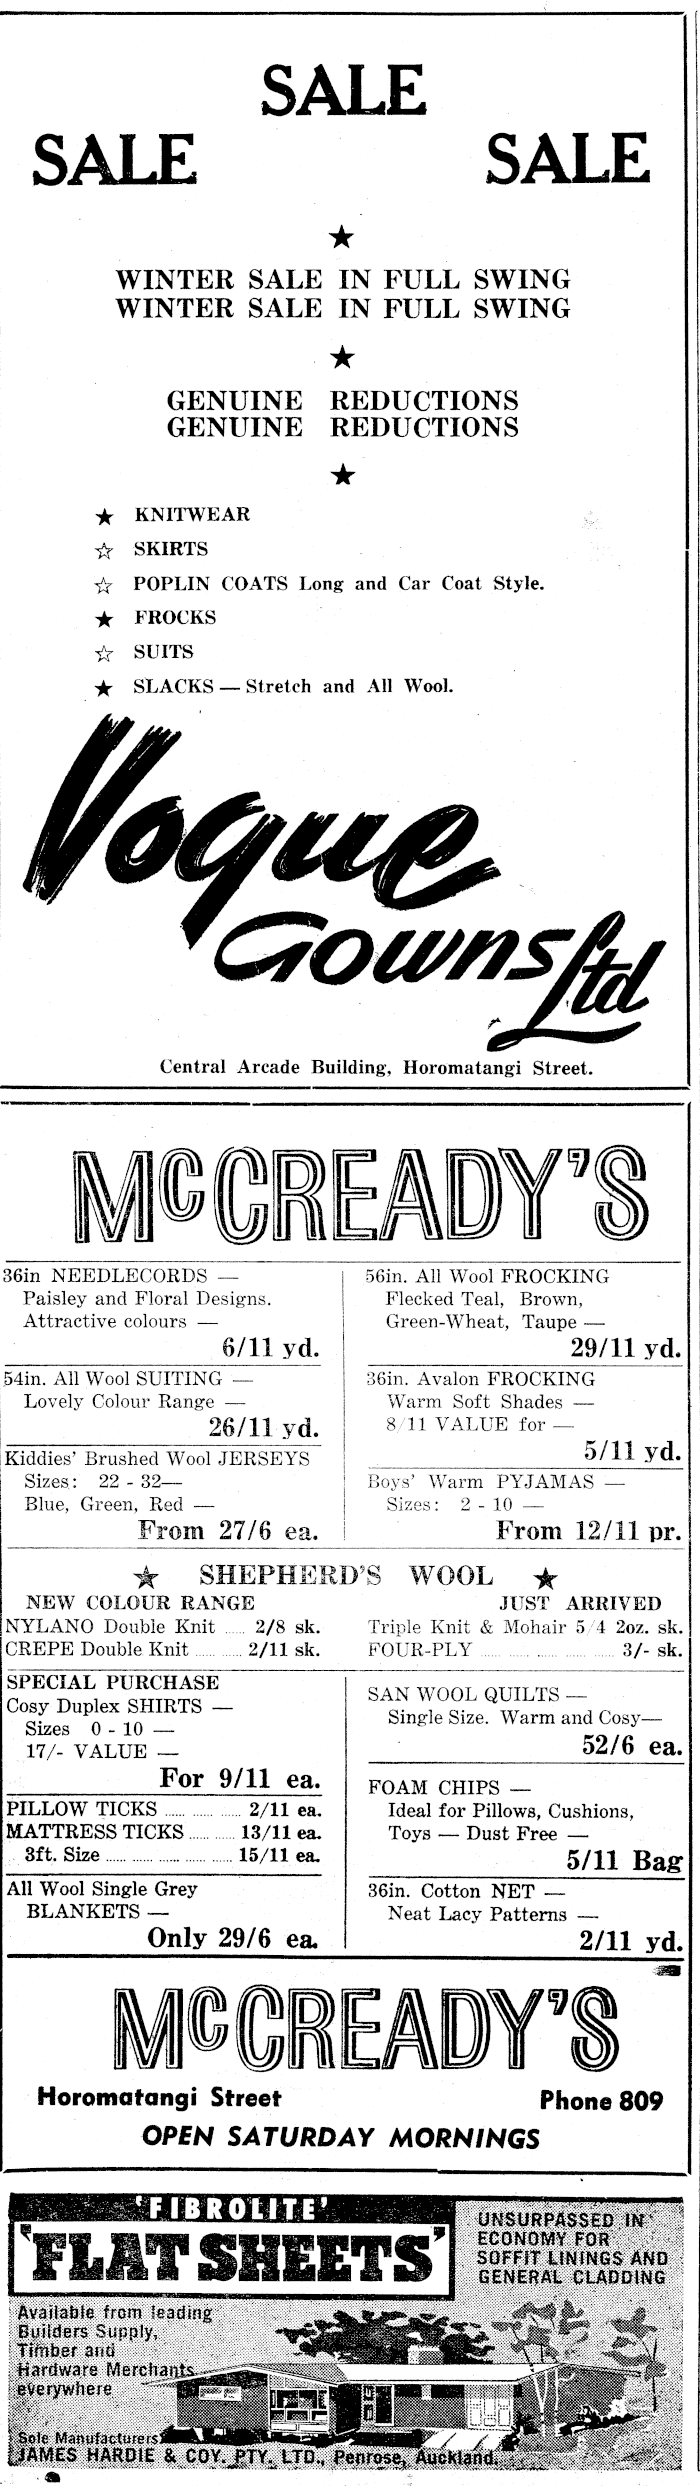 SALE
SALE SALE
WINTER SALE IN FULL SWING
WINTER SALE IN FULL SWING
GENUINE REDUCTIONS
GENUINE REDUCTIONS
★ KNITWEAR
☆ SKIRTS
☆ POPLIN COATS Long and Car Coat Style.
★ FROCKS
☆ SUITS
★ SLACKS — Stretch and All Wool.
Vogue
Gowns Ltd
Central Arcade Building, Horomatangi Street.
McCREADY'S
36in NEEDLECORDS —
Paisley and Floral Designs.
Attractive colours —
6/11 yd.
54in. All Wool SUITING —
Lovely Colour Range —
26/11 yd.
Kiddies' Brushed Wool JERSEYS
Sizes: 22 - 32—
Blue, Green, Red —
From 27/6 ea.
56in. All Wool FROCKING
Flecked Teal, Brown,
Green-Wheat, Taupe —
29/11 yd.
36in. Avalon FROCKING
Warm Soft Shades —
8/11 VALUE for —
5/11 yd.
Boys' Warm PYJAMAS —
Sizes: 2 - 10 —
From 12/11 pr.
★ SHEPHERD'S WOOL ★
NEW COLOUR RANGE
NYLANO Double Knit ..... 2/8 sk.
CREPE Double Knit ..... ..... 2/11 sk.
JUST ARRIVED
Triple Knit & Mohair 5/4 2oz. sk.
FOUR-PLY ..... ..... ..... ..... 3/- sk.
SPECIAL PURCHASE
Cosy Duplex SHIRTS —
Sizes 0 - 10 —
17/- VALUE —
For 9/11 ea.
PILLOW TICKS ..... ..... ..... 2/11 ea.
MATTRESS TICKS ..... ..... 13/11 ea.
3ft. Size ..... ..... ..... ..... 15/11 ea.
All Wool Single Grey
BLANKETS —
Only 29/6 ea.
SAN WOOL QUILTS —
Single Size. Warm and Cosy—
52/6 ea.
FOAM CHIPS —
Ideal for Pillows, Cushions,
Toys — Dust Free —
5/11 Bag
36in. Cotton NET —
Neat Lacy Patterns —
2/11 yd.
McCREADY'S
Horomatangi Street Phone 809
OPEN SATURDAY MORNINGS
'FIBROLITE'
'FLAT SHEETS'
UNSURPASSED IN
ECONOMY FOR
SOFFIT LININGS AND
GENERAL CLADDING
Available from leading
Builders Supply,
Timber and
Hardware Merchants
everywhere
Sole Manufacturers
JAMES HARDIE & COY. PTY. LTD., Penrose, Auckland.